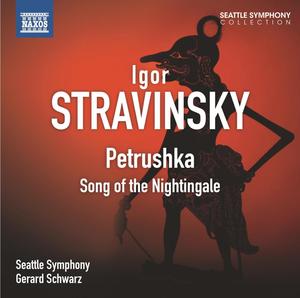 NAXOS
SEATTLE SYMPHONY
COLLECTION
Igor
STRAVINSKY
Petrushka
Song of the Nightingale
Seattle Symphony
Gerard Schwarz